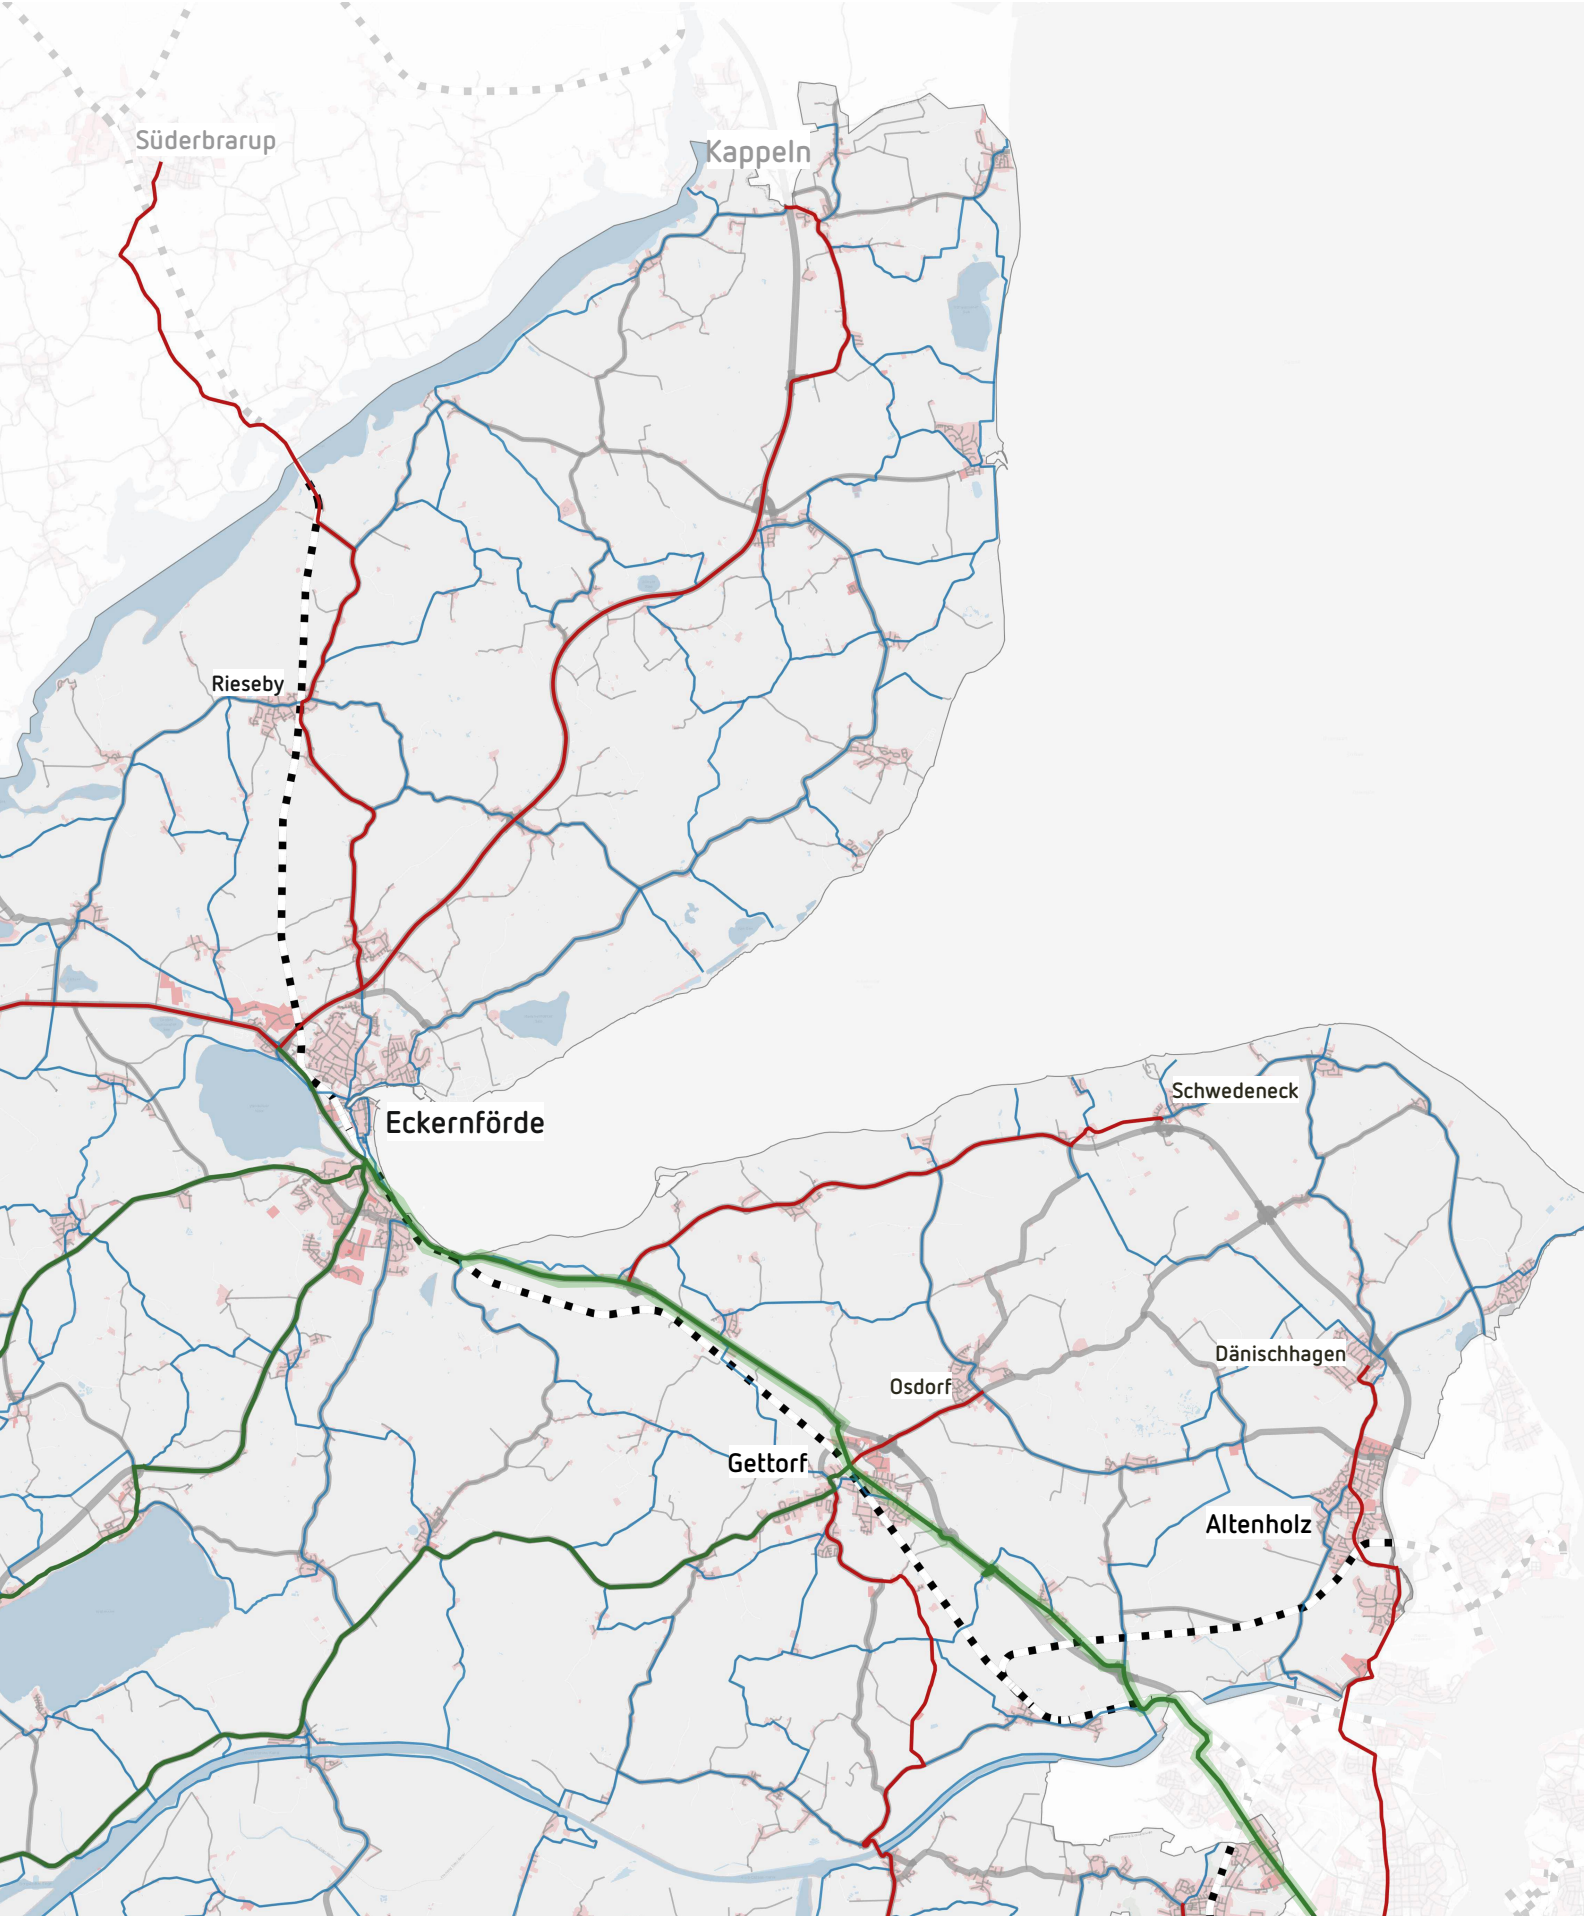 Süderbrarup
Kappeln
Rieseby
Eckernförde
Schwedeneck
Dänischhagen
Osdorf
Gettorf
Altenholz